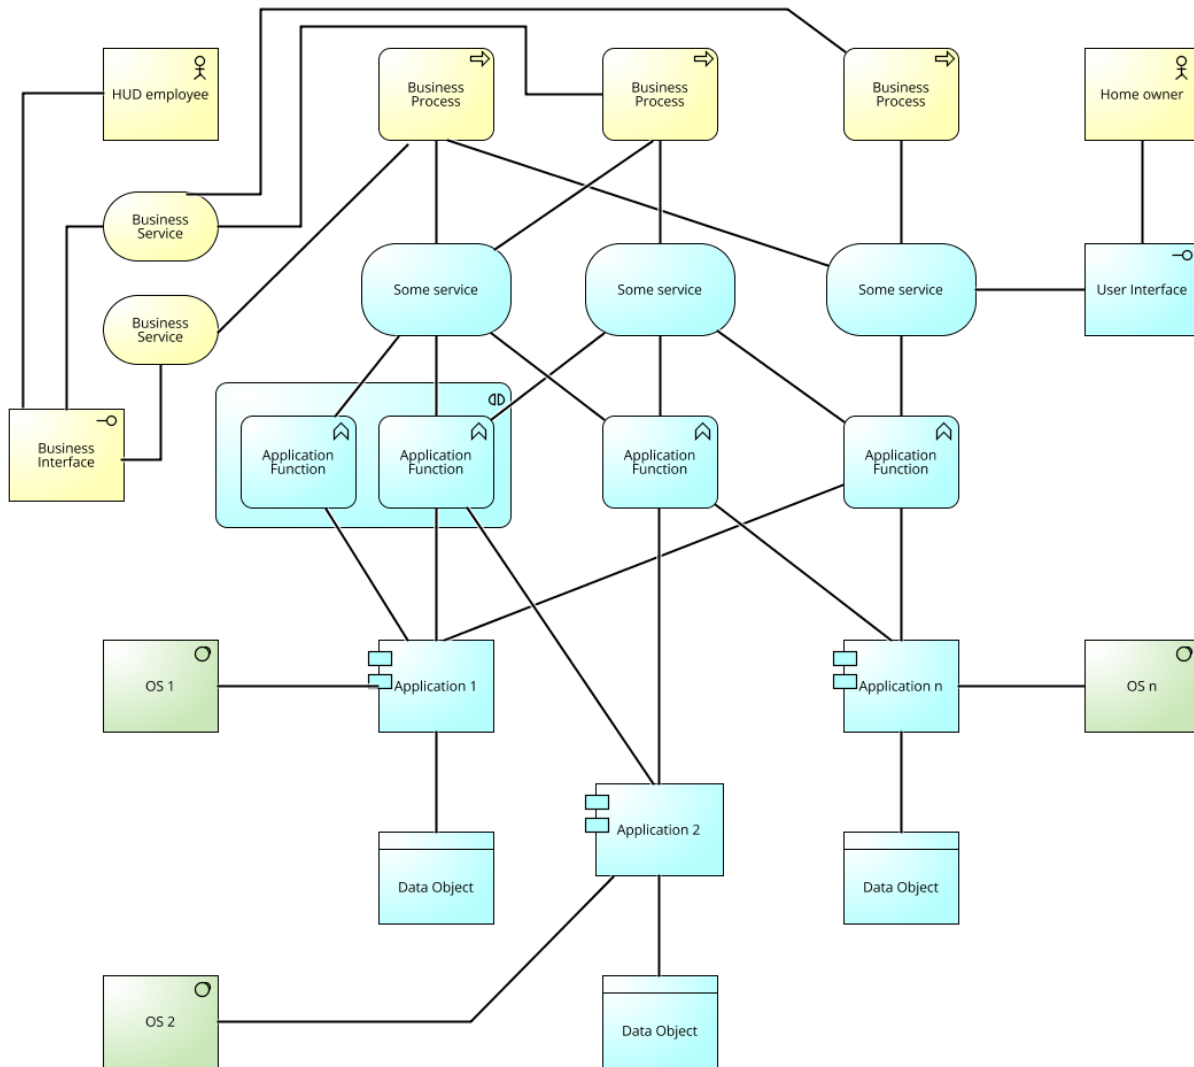 HUD employee
Business
Process
Business
Process
Business
Process
Home owner
Business
Service
Some service
Some service
Some service
User Interface
Business
Service
Business
Interface
Application
Function
Application
Function
Application
Function
Application
Function
OS 1
Application 1
Application n
OS n
Application 2
Data Object
Data Object
OS 2
Data Object